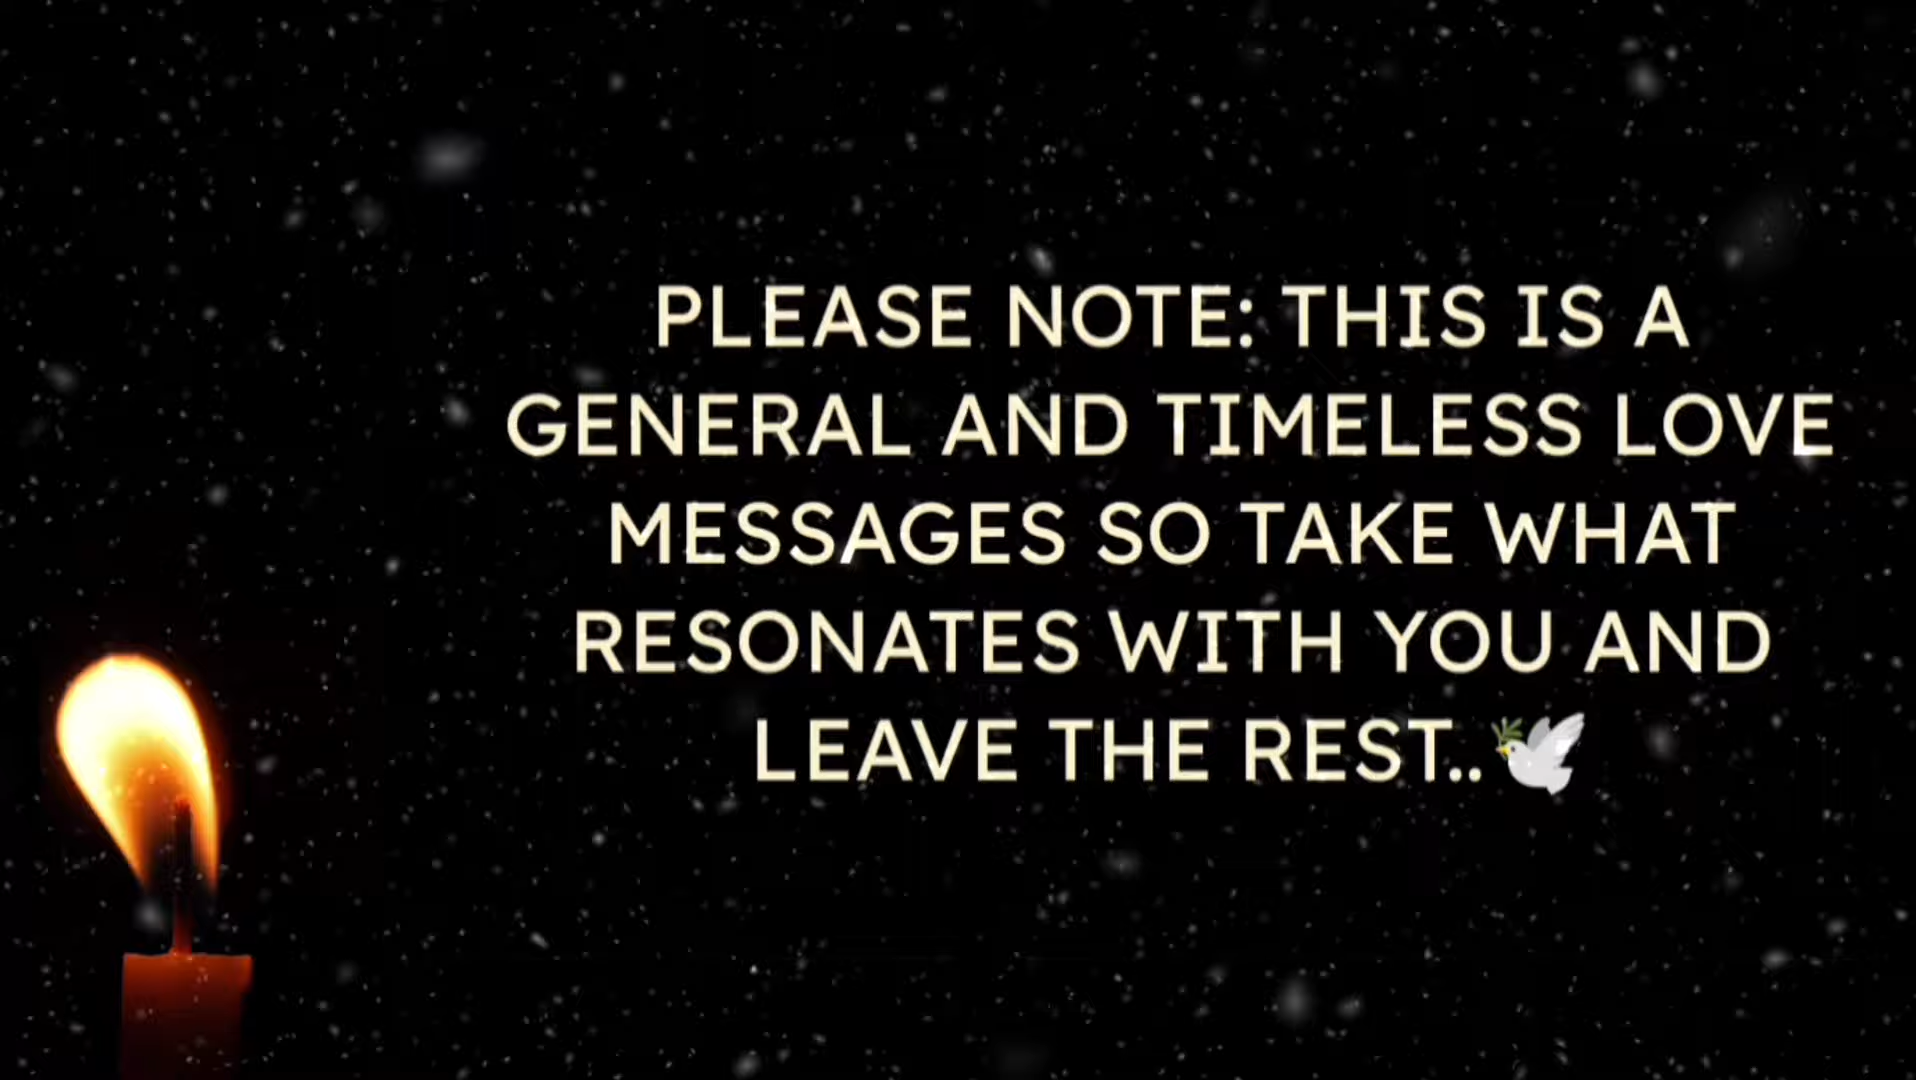 PLEASE NOTE: THIS IS A
GENERAL AND TIMELESS LOVE
MESSAGES SO TAKE WHAT
RESONATES WITH YOU AND
LEAVE THE REST..🕊️